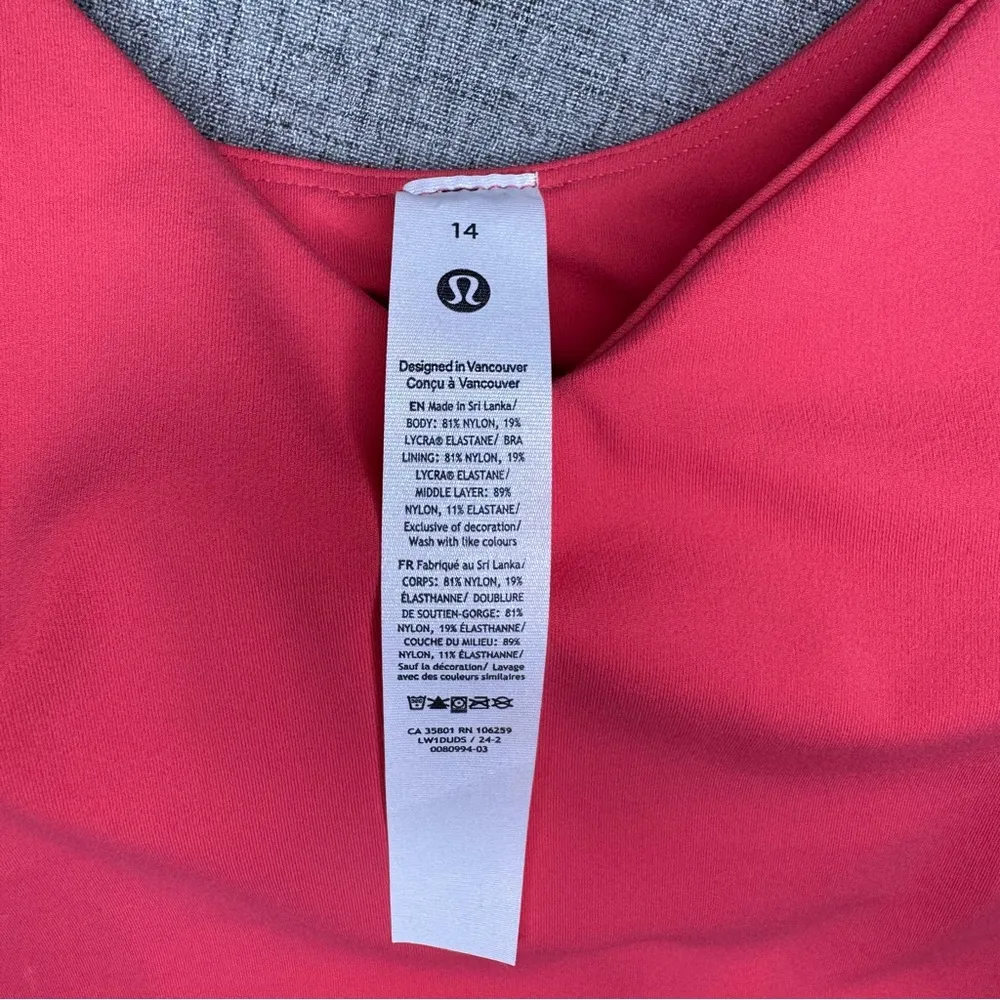 14
Designed in Vancouver
Conçu à Vancouver
EN Made in Sri Lanka/
BODY: 81% NYLON, 19%
LYCRA® ELASTANE/ BRA
LINING: 81% NYLON, 19%
LYCRA® ELASTANE/
MIDDLE LAYER: 89%
NYLON, 11% ELASTANE/
Exclusive of decoration/
Wash with like colours
FR Fabriqué au Sri Lanka/
CORPS: 81% NYLON, 19%
ÉLASTHANNE/ DOUBLURE
DE SOUTIEN-GORGE: 81%
NYLON, 19% ÉLASTHANNE/
COUCHE DU MILIEU: 89%
NYLON, 11% ÉLASTHANNE/
Sauf la décoration/ Lavage
avec des couleurs similaires
CA 35801 RN 106259
LW1DUDS / 24-2
0080994-03